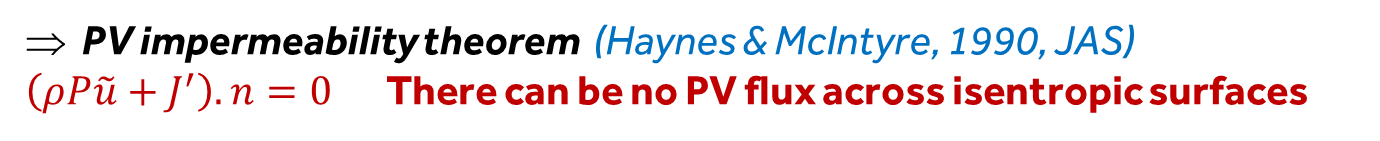 ⇒ PV impermeability theorem (Haynes & McIntyre, 1990, JAS)
(ρPũ + J′). n = 0 There can be no PV flux across isentropic surfaces